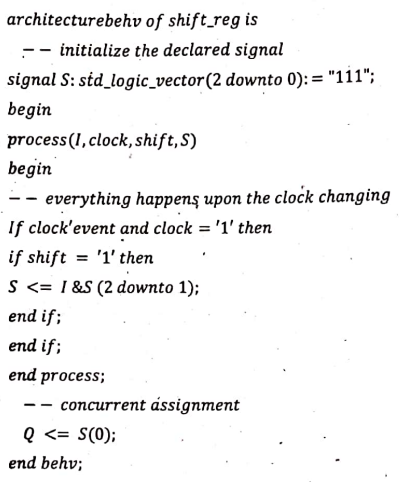 architecturebehv of shift_reg is
−− initialize the declared signal
signal S: std_logic_vector(2 downto 0):= "111";
begin
process(I,clock,shift,S)
begin
−− everything happens upon the clock changing
If clock'event and clock = '1' then
if shift = '1' then
S <= I &S (2 downto 1);
end if;
end if;
end process;
−− concurrent assignment
Q <= S(0);
end behv;